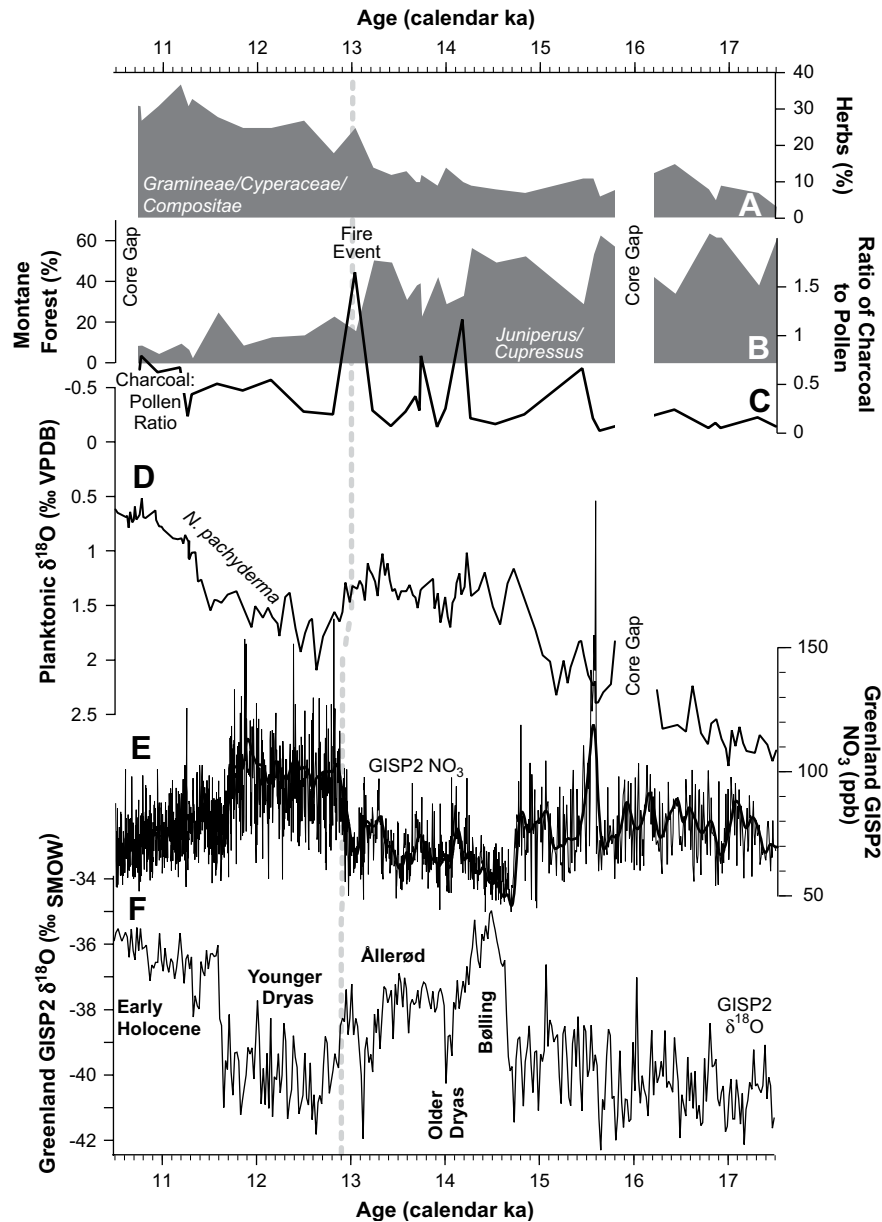 Age (calendar ka)
11 12 13 14 15 16 17
40
30
20
10
0
Herbs (%)
Gramineae/Cyperaceae/
Compositae
A
Core Gap
Fire
Event
Core Gap
60
40
20
0
Montane
Forest (%)
Juniperus/
Cupressus
B
1.5
1
0.5
0
Ratio of Charcoal
to Pollen
Charcoal:
Pollen
Ratio
C
-0.5
0
0.5
1
1.5
2
2.5
Planktonic δ18O (‰ VPDB)
D
N. pachyderma
Core Gap
150
100
50
Greenland GISP2
NO3 (ppb)
E
GISP2 NO3
-34
-36
-38
-40
-42
Greenland GISP2 δ18O (‰ SMOW)
F
Early
Holocene
Younger
Dryas
Ållerød
Older
Dryas
Bølling
GISP2
δ18O
11 12 13 14 15 16 17
Age (calendar ka)